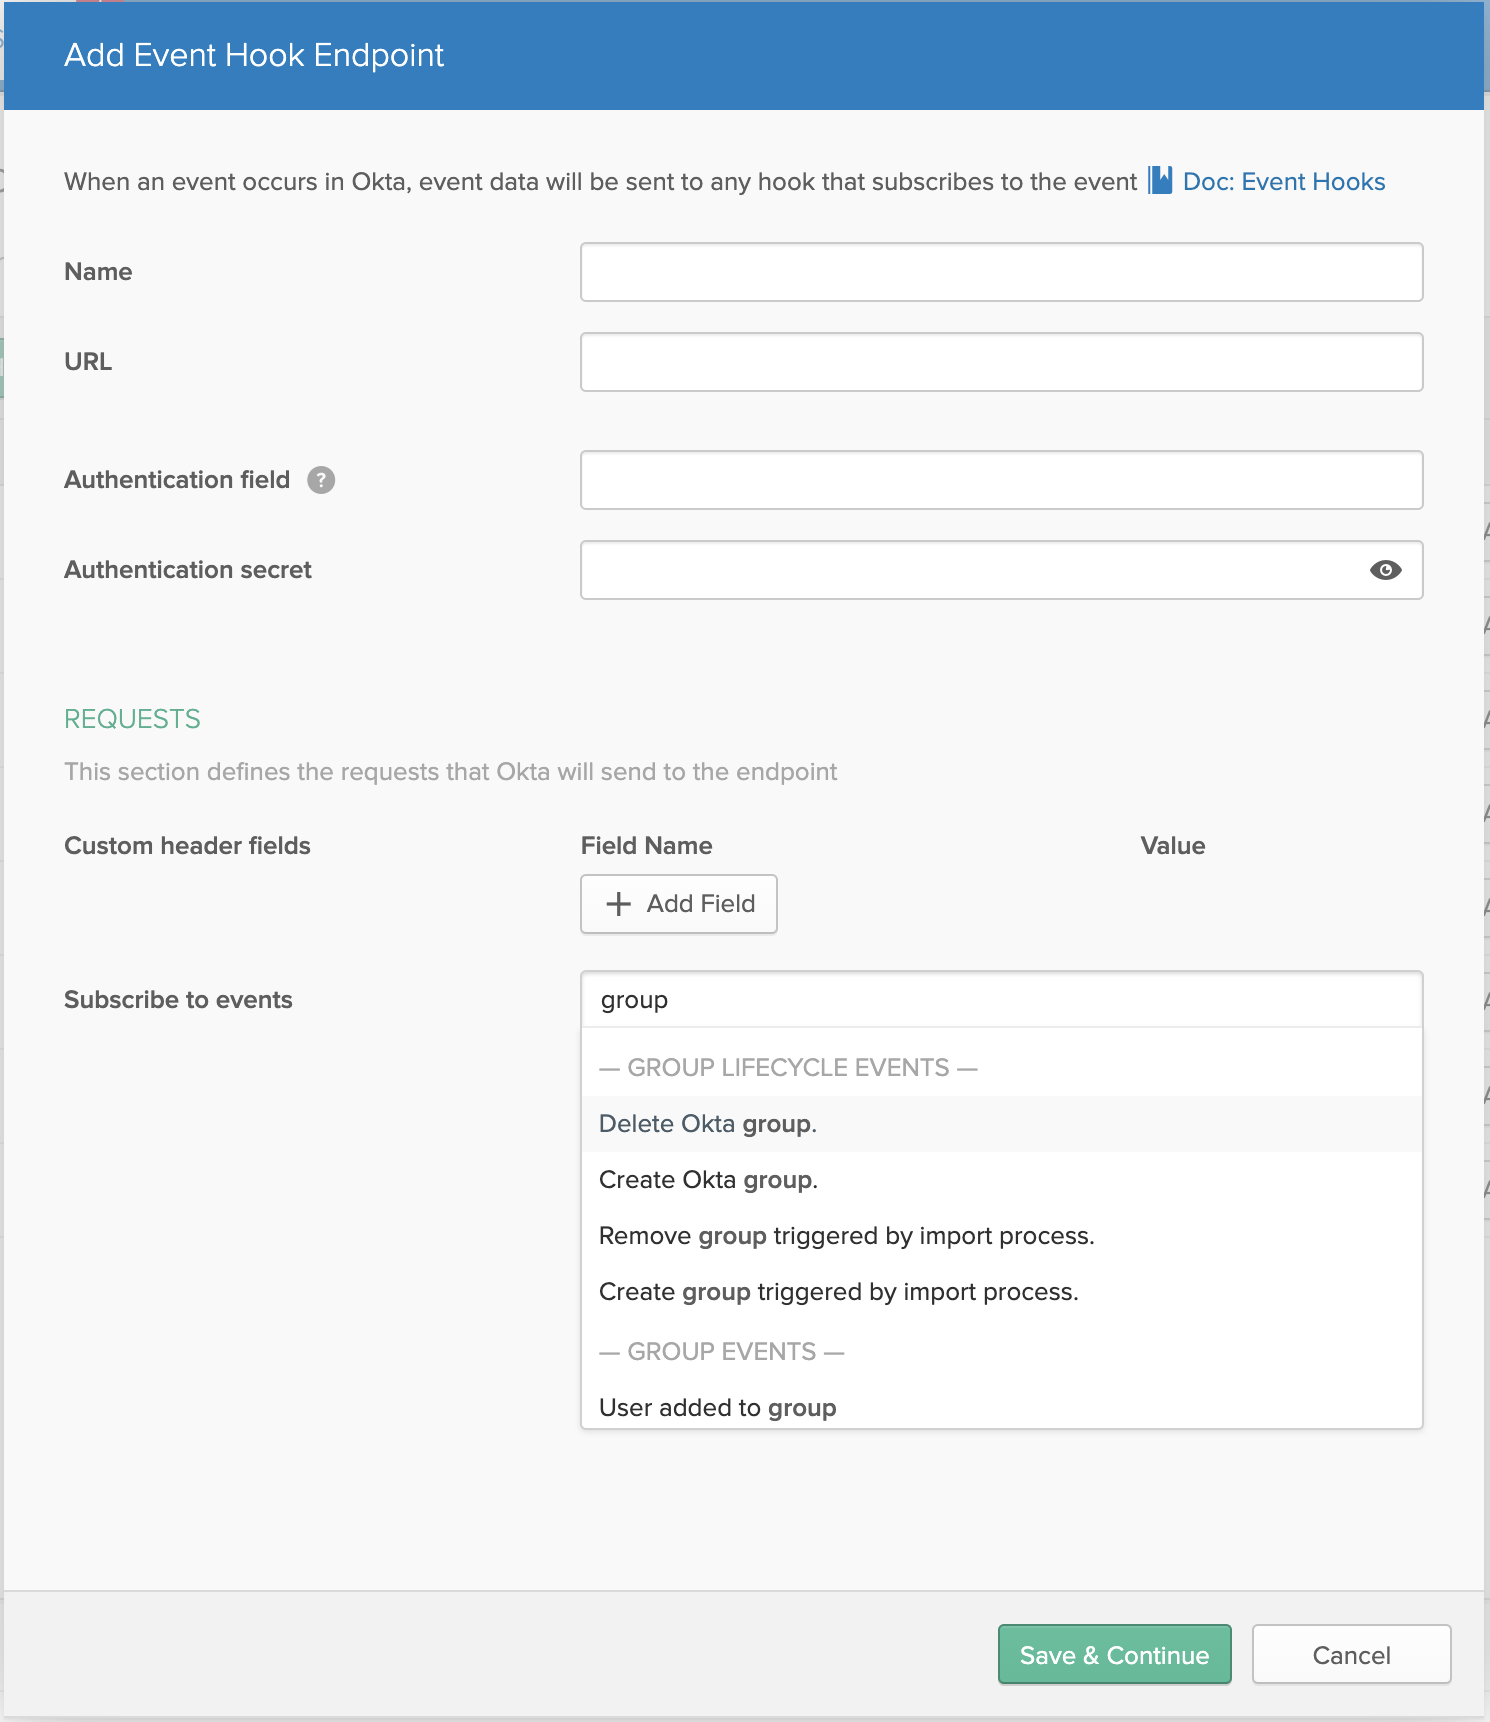 Add Event Hook Endpoint
When an event occurs in Okta, event data will be sent to any hook that subscribes to the event Doc: Event Hooks
Name
URL
Authentication field ?
Authentication secret
REQUESTS
This section defines the requests that Okta will send to the endpoint
Custom header fields Field Name Value
+ Add Field
Subscribe to events group
— GROUP LIFECYCLE EVENTS —
Delete Okta group.
Create Okta group.
Remove group triggered by import process.
Create group triggered by import process.
— GROUP EVENTS —
User added to group
Save & Continue Cancel